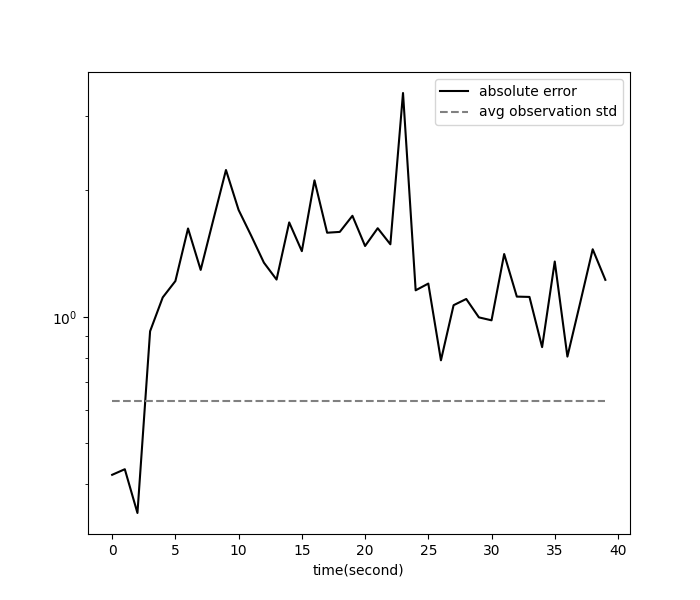 absolute error
avg observation std
10⁰
0 5 10 15 20 25 30 35 40
time(second)